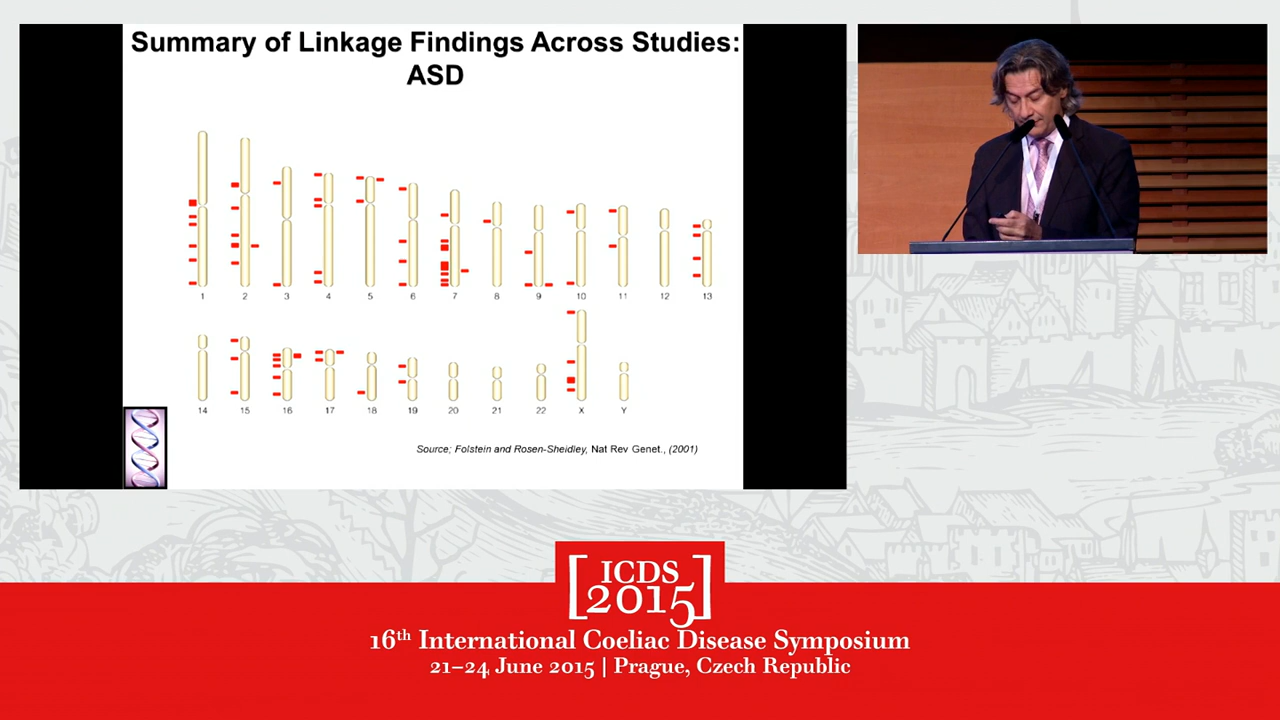 Summary of Linkage Findings Across Studies:
ASD
1 2 3 4 5 6 7 8 9 10 11 12 13
14 15 16 17 18 19 20 21 22 X Y
Source; Folstein and Rosen-Sheidley, Nat Rev Genet., (2001)
[ICDS
2015]
16th International Coeliac Disease Symposium
21–24 June 2015 | Prague, Czech Republic